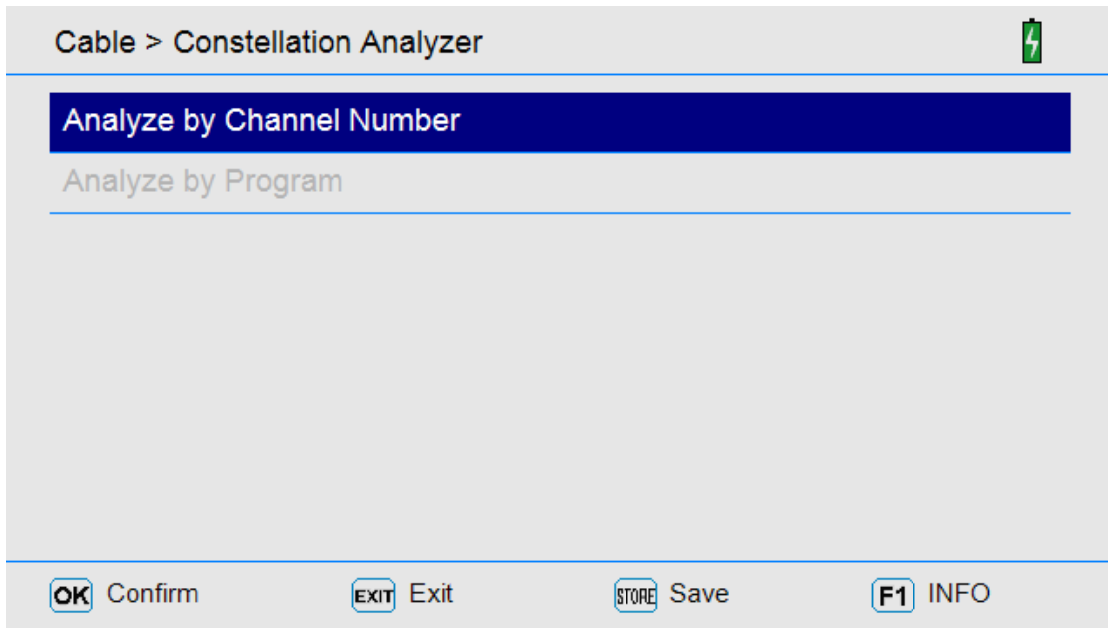 Cable > Constellation Analyzer
Analyze by Channel Number
Analyze by Program
OK Confirm EXIT Exit STORE Save F1 INFO